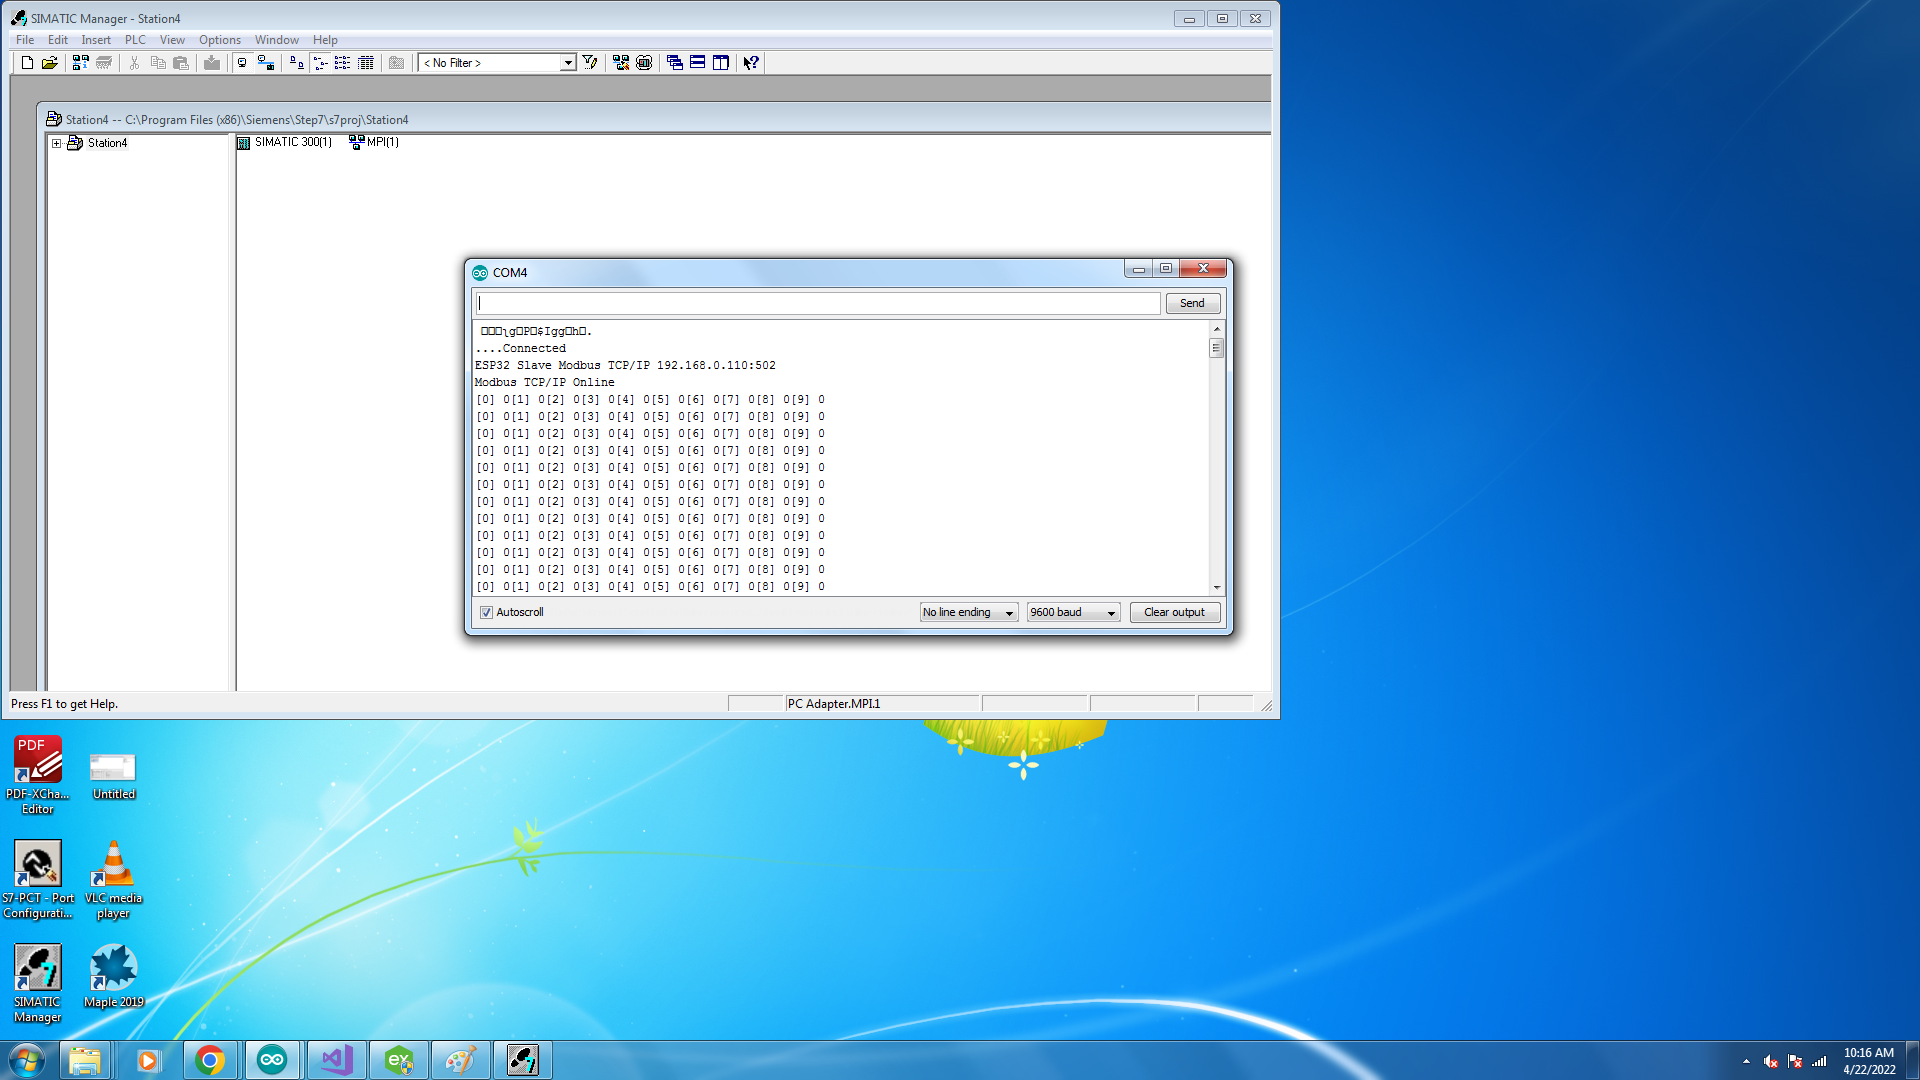 SIMATIC Manager - Station4
File Edit Insert PLC View Options Window Help
< No Filter >
Station4 -- C:\Program Files (x86)\Siemens\Step7\s7proj\Station4
Station4
SIMATIC 300(1) MPI(1)
COM4
Send
....Connected
ESP32 Slave Modbus TCP/IP 192.168.0.110:502
Modbus TCP/IP Online
[0] 0[1] 0[2] 0[3] 0[4] 0[5] 0[6] 0[7] 0[8] 0[9] 0
[0] 0[1] 0[2] 0[3] 0[4] 0[5] 0[6] 0[7] 0[8] 0[9] 0
[0] 0[1] 0[2] 0[3] 0[4] 0[5] 0[6] 0[7] 0[8] 0[9] 0
[0] 0[1] 0[2] 0[3] 0[4] 0[5] 0[6] 0[7] 0[8] 0[9] 0
[0] 0[1] 0[2] 0[3] 0[4] 0[5] 0[6] 0[7] 0[8] 0[9] 0
[0] 0[1] 0[2] 0[3] 0[4] 0[5] 0[6] 0[7] 0[8] 0[9] 0
[0] 0[1] 0[2] 0[3] 0[4] 0[5] 0[6] 0[7] 0[8] 0[9] 0
[0] 0[1] 0[2] 0[3] 0[4] 0[5] 0[6] 0[7] 0[8] 0[9] 0
[0] 0[1] 0[2] 0[3] 0[4] 0[5] 0[6] 0[7] 0[8] 0[9] 0
[0] 0[1] 0[2] 0[3] 0[4] 0[5] 0[6] 0[7] 0[8] 0[9] 0
[0] 0[1] 0[2] 0[3] 0[4] 0[5] 0[6] 0[7] 0[8] 0[9] 0
[0] 0[1] 0[2] 0[3] 0[4] 0[5] 0[6] 0[7] 0[8] 0[9] 0
Autoscroll No line ending 9600 baud Clear output
Press F1 to get Help. PC Adapter.MPI.1
PDF
PDF-XCha...
Editor
Untitled
S7-PCT - Port
Configurati...
VLC media
player
SIMATIC
Manager
Maple 2019
ex
10:16 AM
4/22/2022